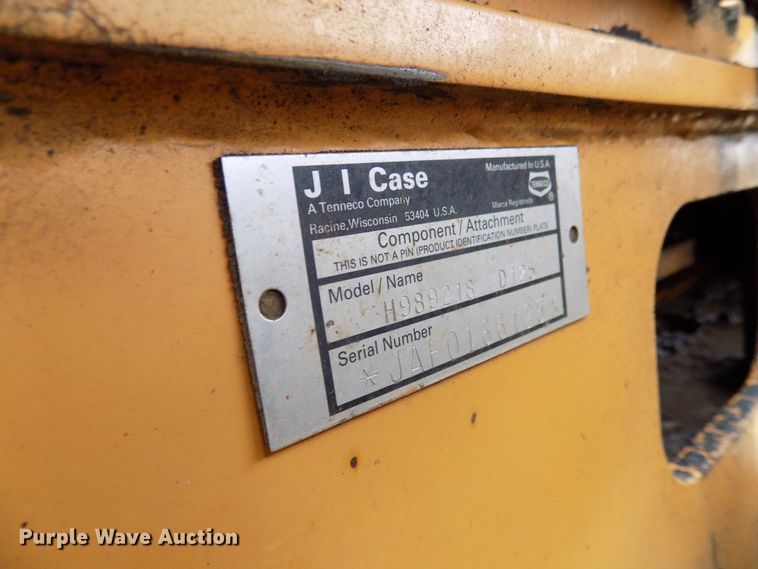 J I Case
Manufactured in U.S.A.
A Tenneco Company
TENNECO
®
Racine, Wisconsin 53404 U.S.A.
Marca Registrada
Component / Attachment
THIS IS NOT A PIN (PRODUCT IDENTIFICATION NUMBER) PLATE
Model / Name
H989218 D125
Serial Number
Purple Wave Auction®